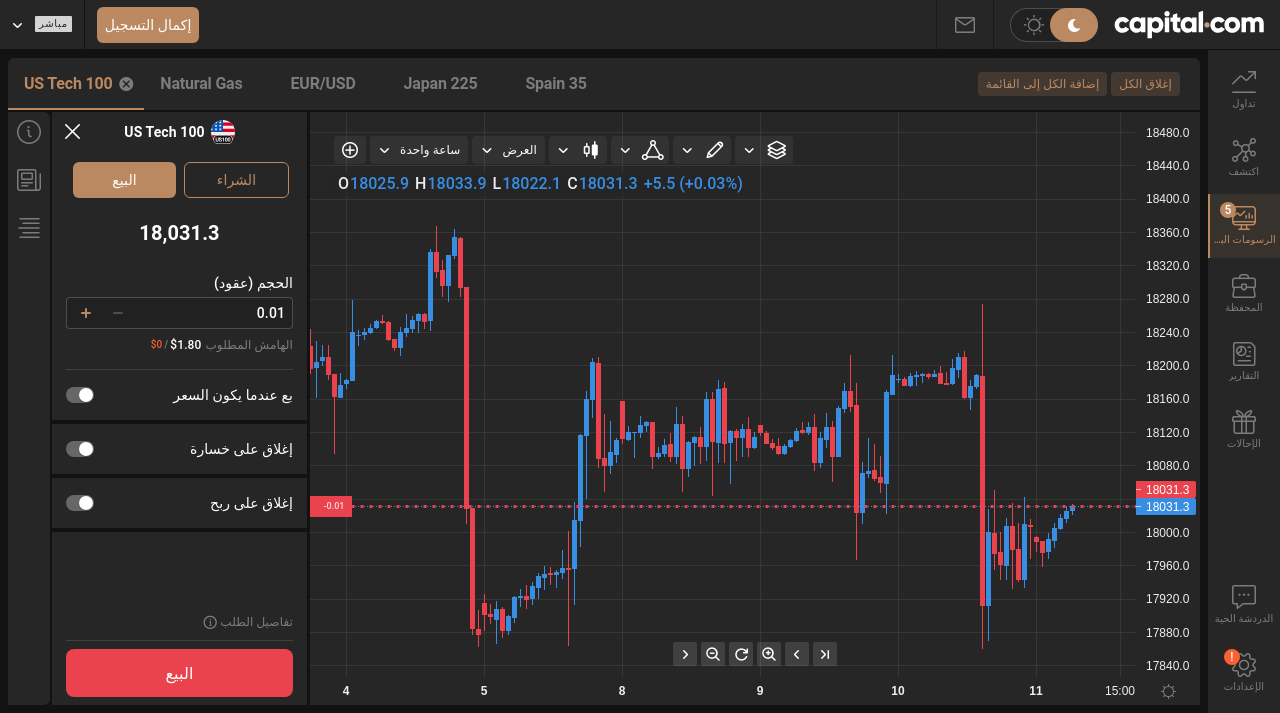 capital.com
إكمال التسجيل
مباشر
US Tech 100
Natural Gas
EUR/USD
Japan 225
Spain 35
إضافة الكل إلى القائمة
إغلاق الكل
تداول
اكتشف
5
الرسومات الب...
المحفظة
التقارير
الإحالات
الدردشة الحية
!
الإعدادات
US Tech 100
US100
الشراء
البيع
18,031.3
الحجم (عقود)
0.01
+ −
الهامش المطلوب $1.80 / $0
بع عندما يكون السعر
إغلاق على خسارة
إغلاق على ربح
تفاصيل الطلب
البيع
ساعة واحدة
العرض
O18025.9 H18033.9 L18022.1 C18031.3 +5.5 (+0.03%)
18480.0
18440.0
18400.0
18360.0
18320.0
18280.0
18240.0
18200.0
18160.0
18120.0
18080.0
18031.3
18031.3
18000.0
17960.0
17920.0
17880.0
17840.0
-0.01
4
5
8
9
10
11
15:00